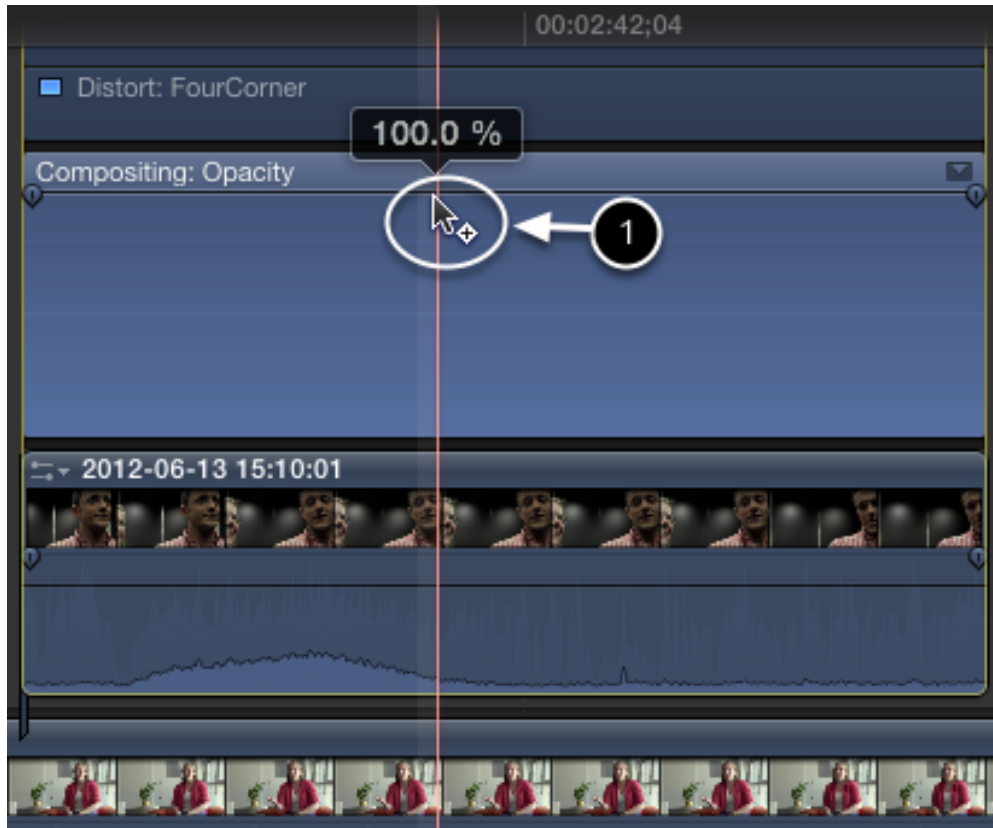 00:02:42;04
Distort: FourCorner
100.0 %
Compositing: Opacity
1
2012-06-13 15:10:01